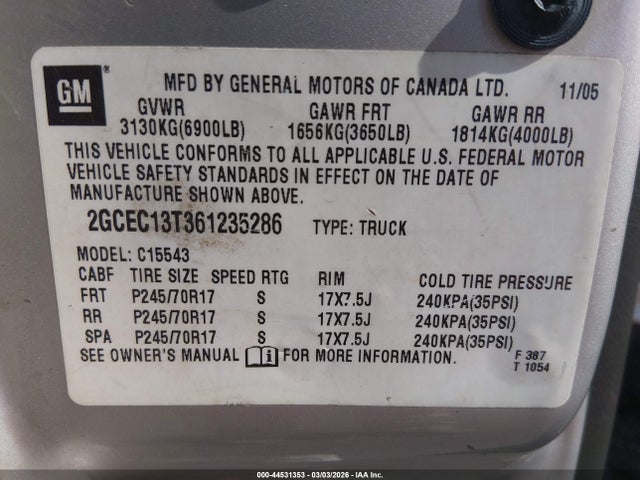 GM
MFD BY GENERAL MOTORS OF CANADA LTD. 11/05
GVWR GAWR FRT GAWR RR
3130KG(6900LB) 1656KG(3650LB) 1814KG(4000LB)
THIS VEHICLE CONFORMS TO ALL APPLICABLE U.S. FEDERAL MOTOR
VEHICLE SAFETY STANDARDS IN EFFECT ON THE DATE OF
MANUFACTURE SHOWN ABOVE.
2GCEC13T361235286 TYPE: TRUCK
MODEL: C15543
CABF TIRE SIZE SPEED RTG RIM COLD TIRE PRESSURE
FRT P245/70R17 S 17X7.5J 240KPA(35PSI)
RR P245/70R17 S 17X7.5J 240KPA(35PSI)
SPA P245/70R17 S 17X7.5J 240KPA(35PSI)
SEE OWNER'S MANUAL FOR MORE INFORMATION.
F 387
T 1054
000-44531353 | 03/03/2026 | IAA Inc.